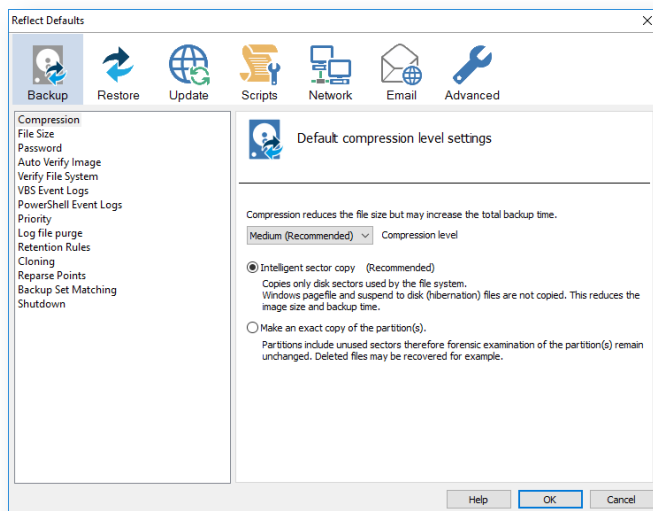 Reflect Defaults
Backup
Restore
Update
Scripts
Network
Email
Advanced
Compression
File Size
Password
Auto Verify Image
Verify File System
VBS Event Logs
PowerShell Event Logs
Priority
Log file purge
Retention Rules
Cloning
Reparse Points
Backup Set Matching
Shutdown
Default compression level settings
Compression reduces the file size but may increase the total backup time.
Medium (Recommended) Compression level
Intelligent sector copy (Recommended)
Copies only disk sectors used by the file system.
Windows pagefile and suspend to disk (hibernation) files are not copied. This reduces the
image size and backup time.
Make an exact copy of the partition(s).
Partitions include unused sectors therefore forensic examination of the partition(s) remain
unchanged. Deleted files may be recovered for example.
Help OK Cancel